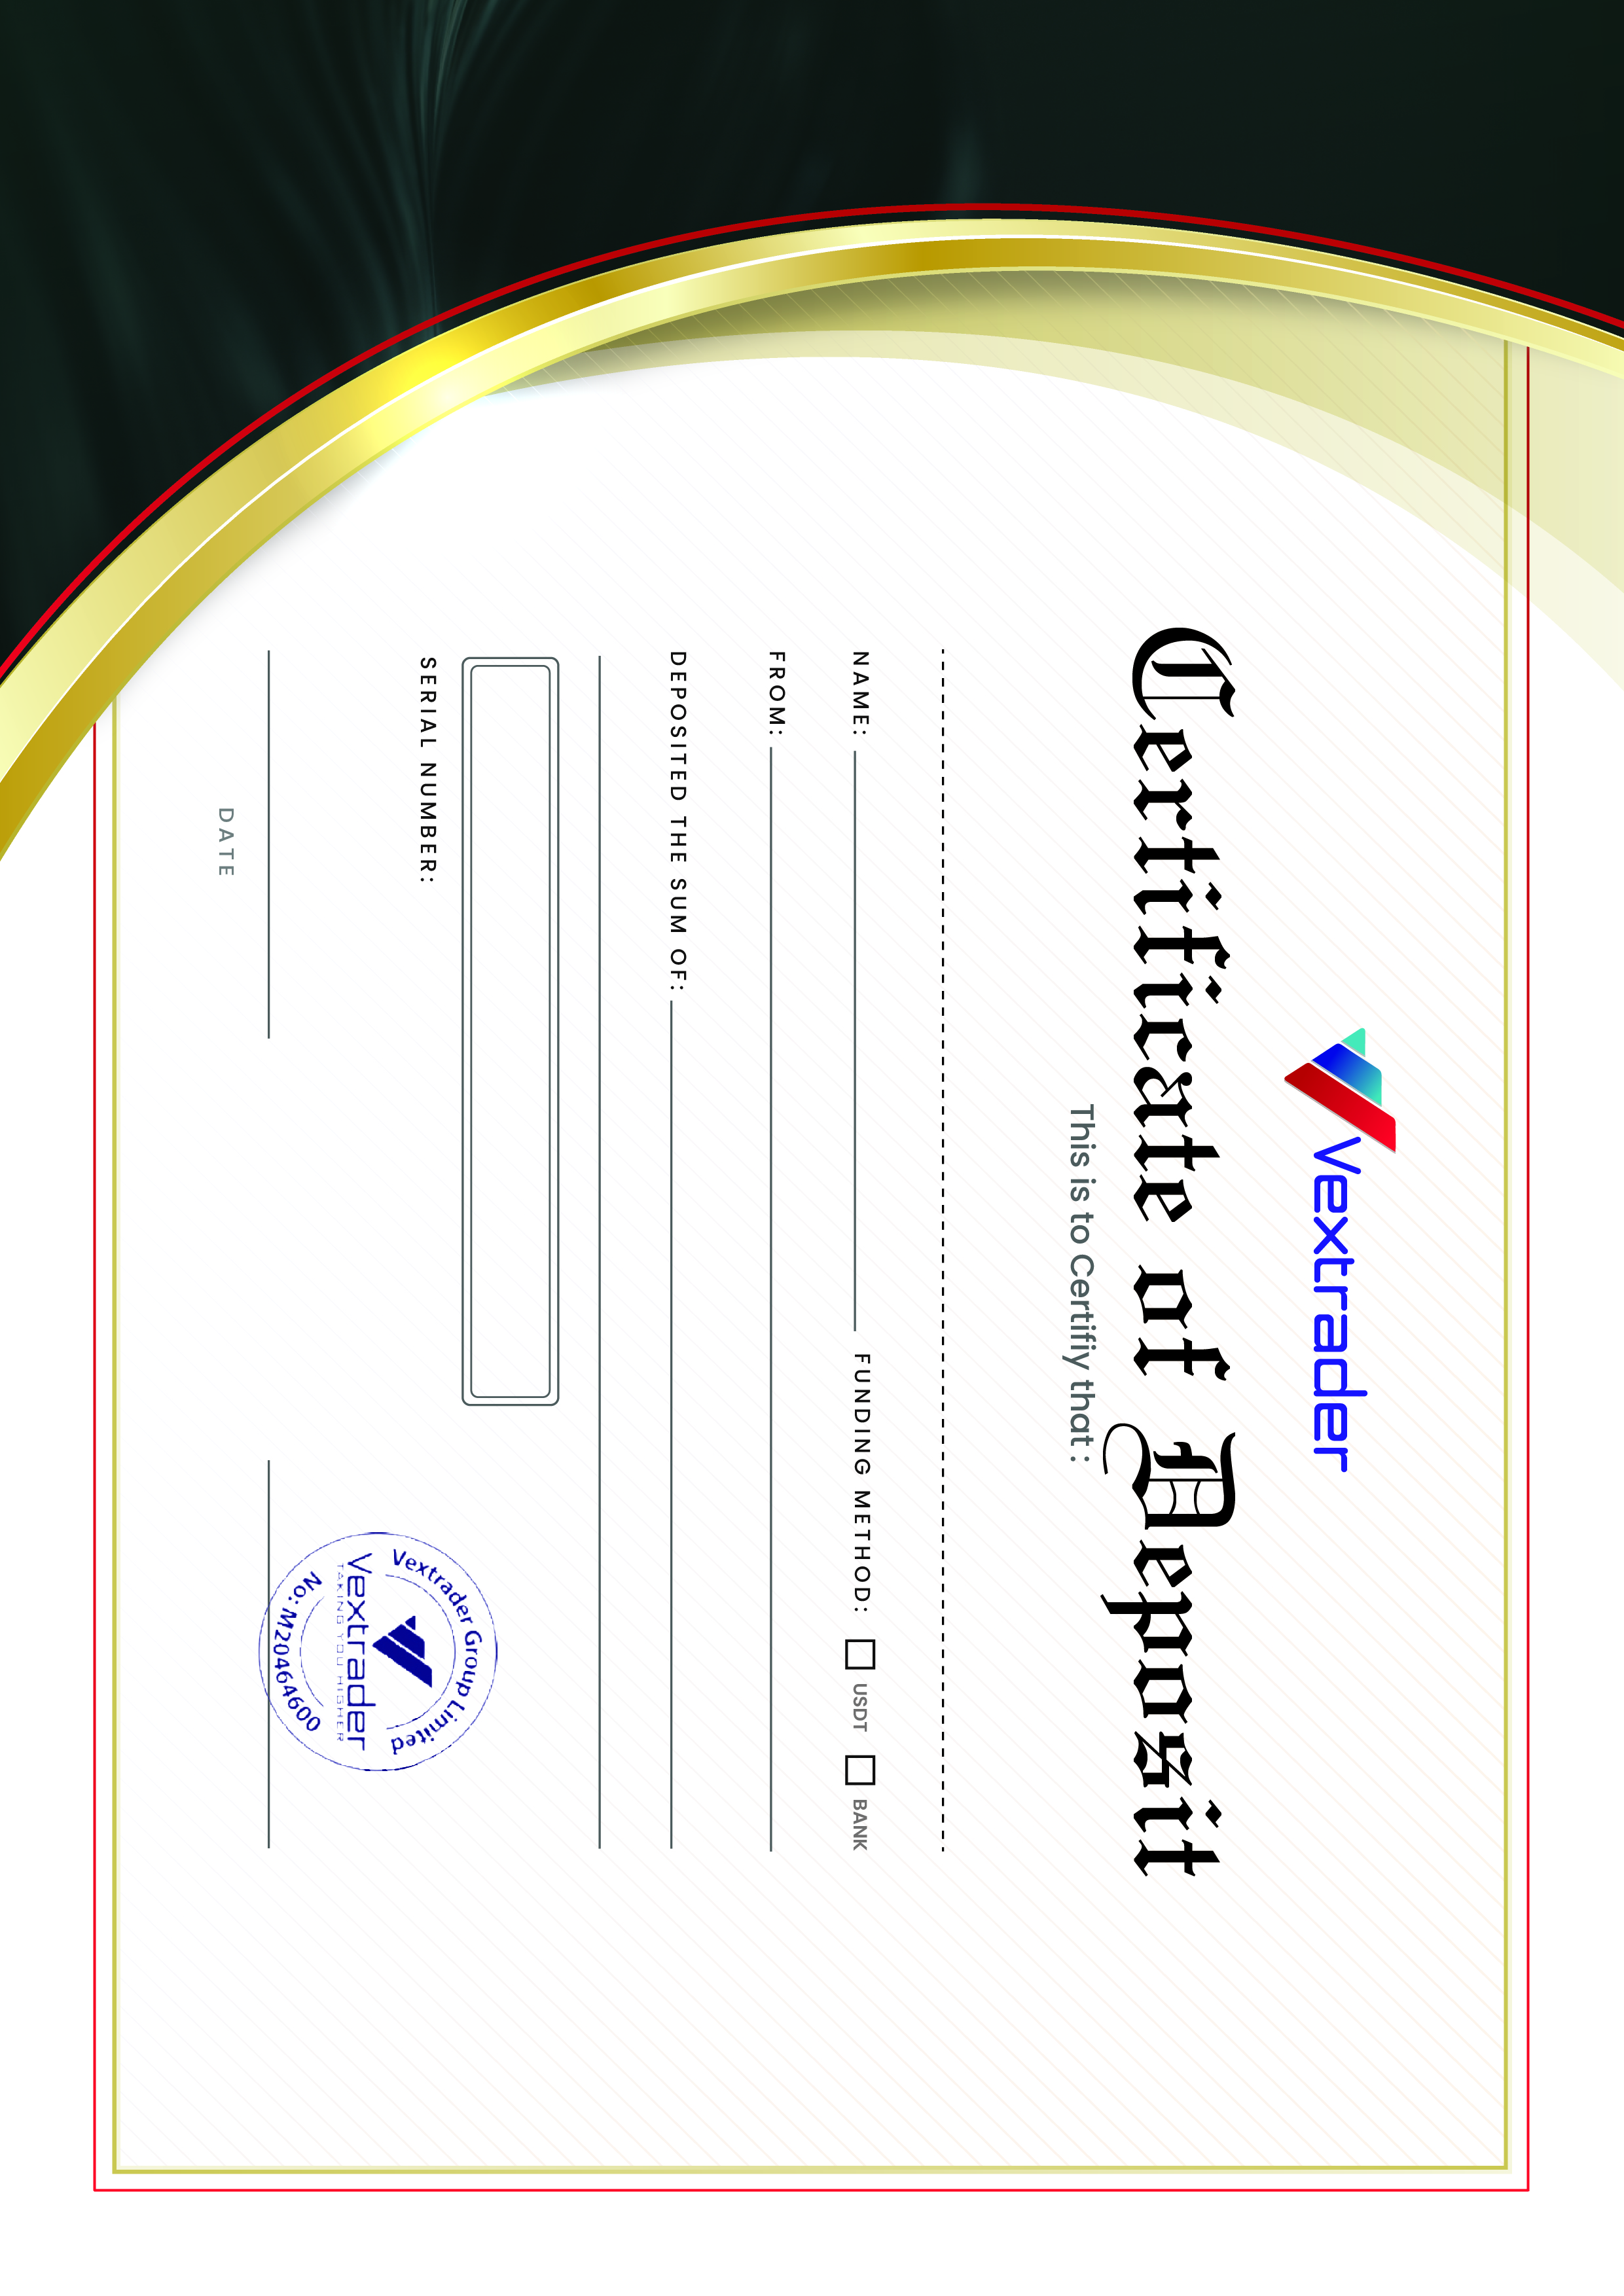 Vextrader
Certificate of Deposit
This is to Certifiy that :
NAME: FUNDING METHOD: USDT BANK
FROM:
DEPOSITED THE SUM OF:
SERIAL NUMBER:
Vextrader Group Limited
Vextrader
TAKING YOU HIGHER
No: M20464600
DATE